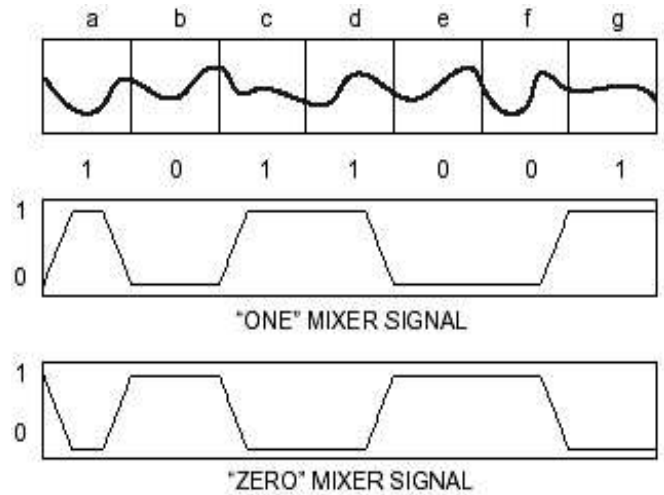 a b c d e f g
1 0 1 1 0 0 1
1
0
"ONE" MIXER SIGNAL
1
0
"ZERO" MIXER SIGNAL